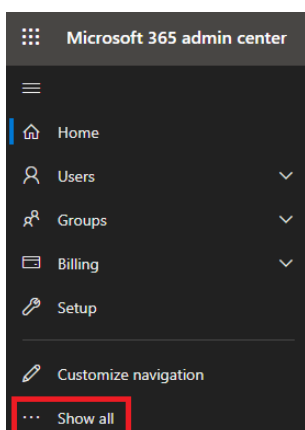 Microsoft 365 admin center
Home
Users
Groups
Billing
Setup
Customize navigation
Show all